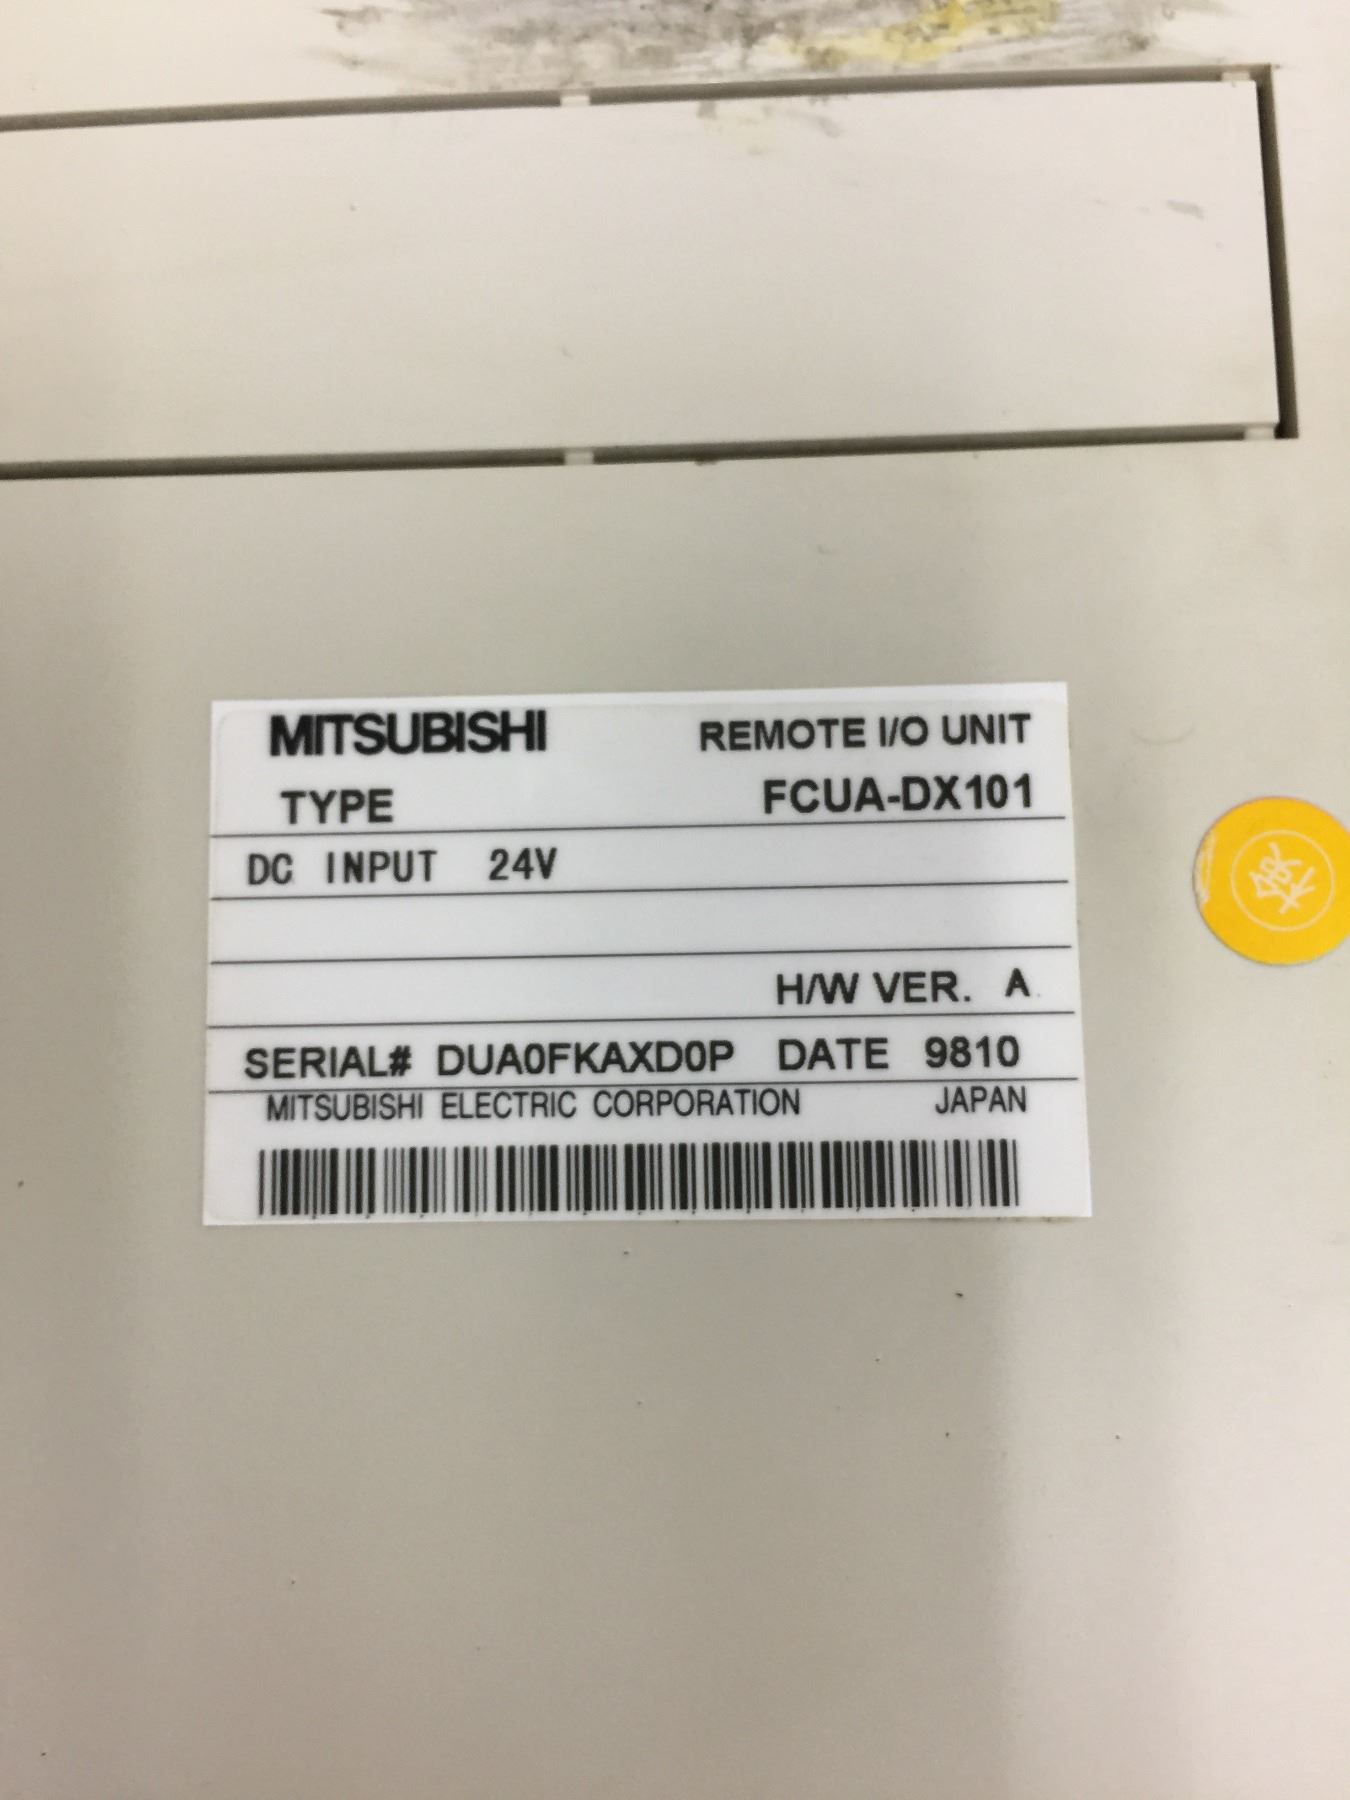 MITSUBISHI REMOTE I/O UNIT
TYPE FCUA-DX101
DC INPUT 24V
H/W VER. A
SERIAL# DUA0FKAXD0P DATE 9810
MITSUBISHI ELECTRIC CORPORATION JAPAN